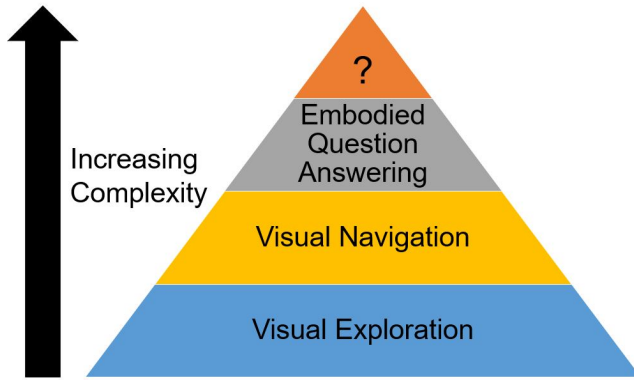 ?
Embodied
Question
Answering
Increasing
Complexity
Visual Navigation
Visual Exploration